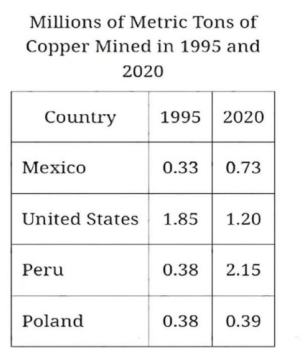 Millions of Metric Tons of
Copper Mined in 1995 and
2020
Country 1995 2020
Mexico 0.33 0.73
United States 1.85 1.20
Peru 0.38 2.15
Poland 0.38 0.39